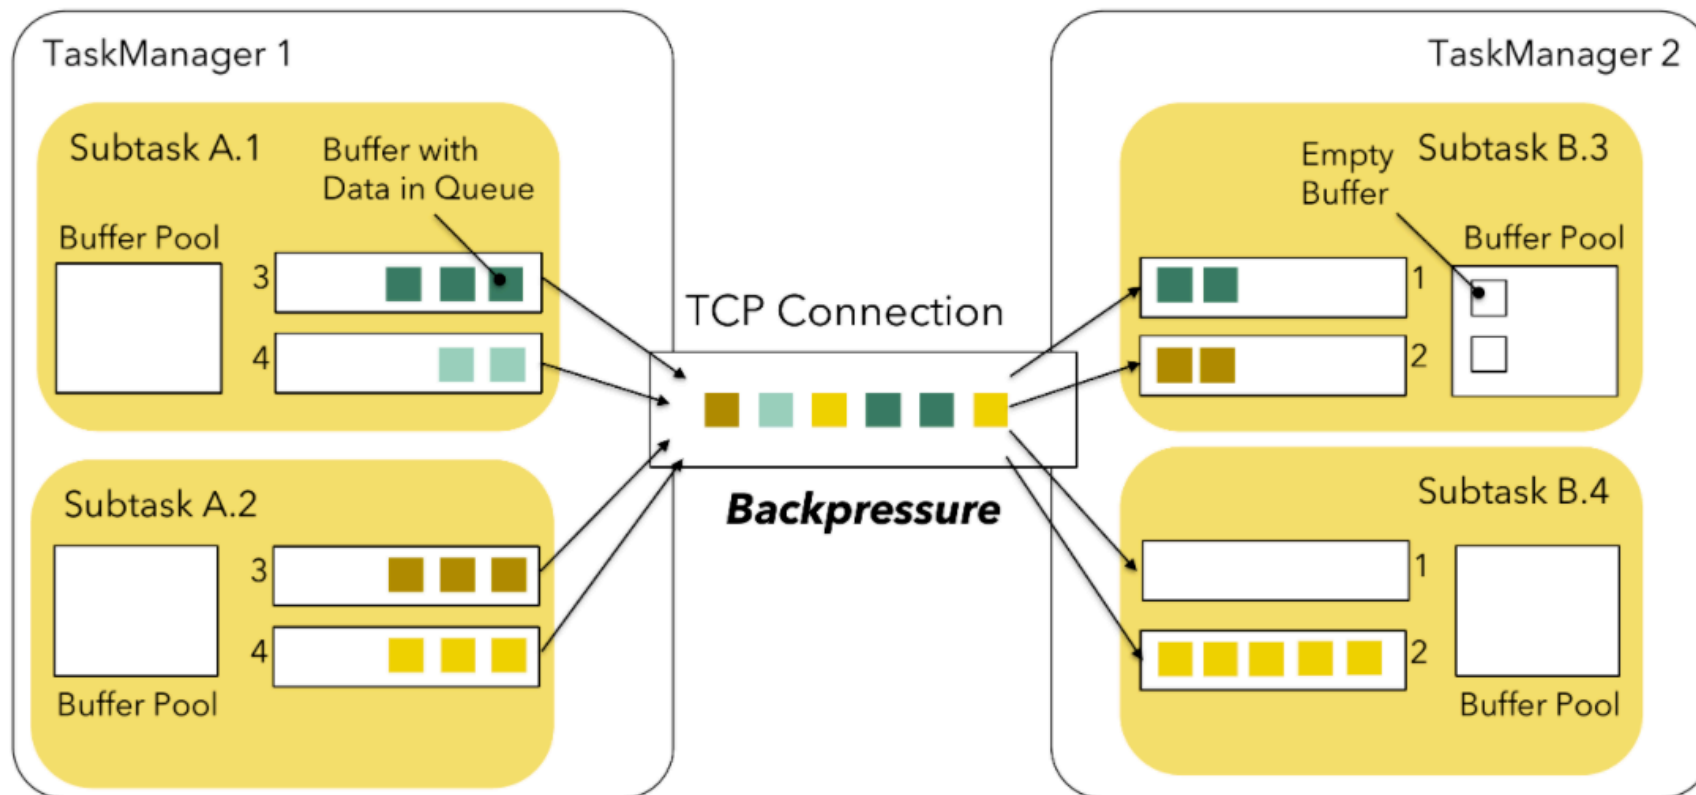 TaskManager 1
TaskManager 2
Subtask A.1
Buffer with
Data in Queue
Buffer Pool
3
4
Subtask A.2
3
4
Buffer Pool
TCP Connection
Backpressure
Empty
Buffer
Subtask B.3
Buffer Pool
1
2
Subtask B.4
1
2
Buffer Pool